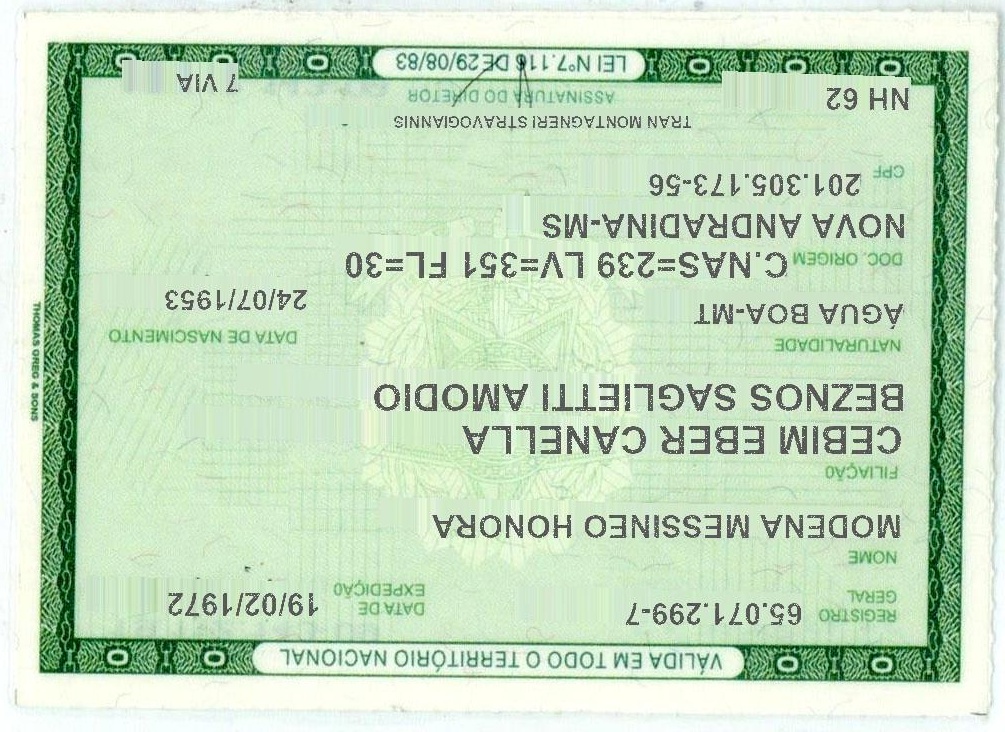 VÁLIDA EM TODO O TERRITÓRIO NACIONAL
REGISTRO GERAL 65.071.299-7 DATA DE EXPEDIÇÃO 19/02/1972
NOME
MODENA MESSINEO HONORA
FILIAÇÃO
CEBIM EBER CANELLA
BEZNOS SAGLIETTI AMODIO
NATURALIDADE DATA DE NASCIMENTO
ÁGUA BOA-MT 24/07/1953
DOC. ORIGEM C.NAS=239 LV=351 FL=30
NOVA ANDRADINA-MS
CPF 201.305.173-56
TRAN MONTAGNERI STRAVOGIANNIS
NH 62 ASSINATURA DO DIRETOR 7 VIA
LEI Nº7.116 DE 29/08/83
THOMAS GREG & SONS